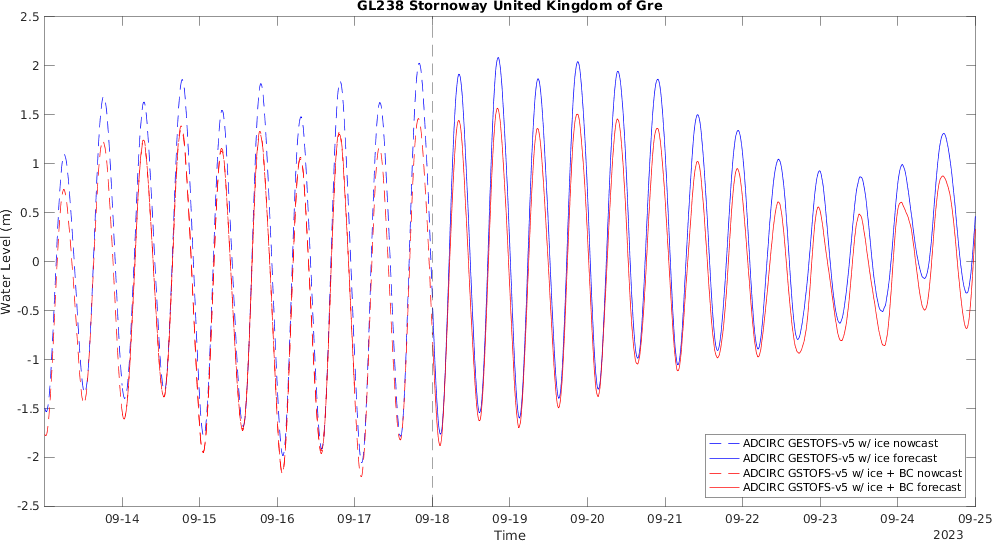 GL238 Stornoway United Kingdom of Gre
2.5
2
1.5
1
0.5
0
-0.5
-1
-1.5
-2
-2.5
Water Level (m)
ADCIRC GESTOFS-v5 w/ ice nowcast
ADCIRC GESTOFS-v5 w/ ice forecast
ADCIRC GSTOFS-v5 w/ ice + BC nowcast
ADCIRC GSTOFS-v5 w/ ice + BC forecast
09-14 09-15 09-16 09-17 09-18 09-19 09-20 09-21 09-22 09-23 09-24 09-25
Time
2023